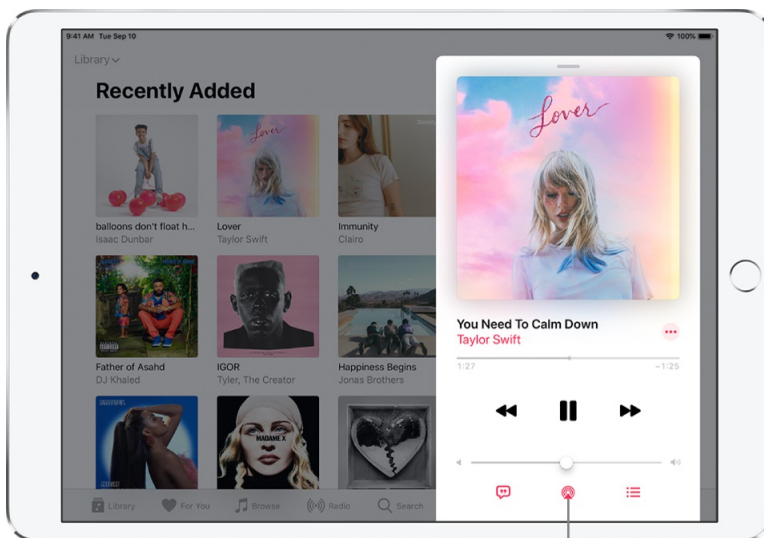 9:41 AM Tue Sep 10
100%
Library
Recently Added
balloons don't float h...
Isaac Dunbar
Lover
Lover
Taylor Swift
Immunity
Clairo
Father of Asahd
DJ Khaled
IGOR
Tyler, The Creator
Happiness Begins
Jonas Brothers
MADAME X
Library
For You
Browse
Radio
Search
Lover
You Need To Calm Down
Taylor Swift
1:27
-1:25